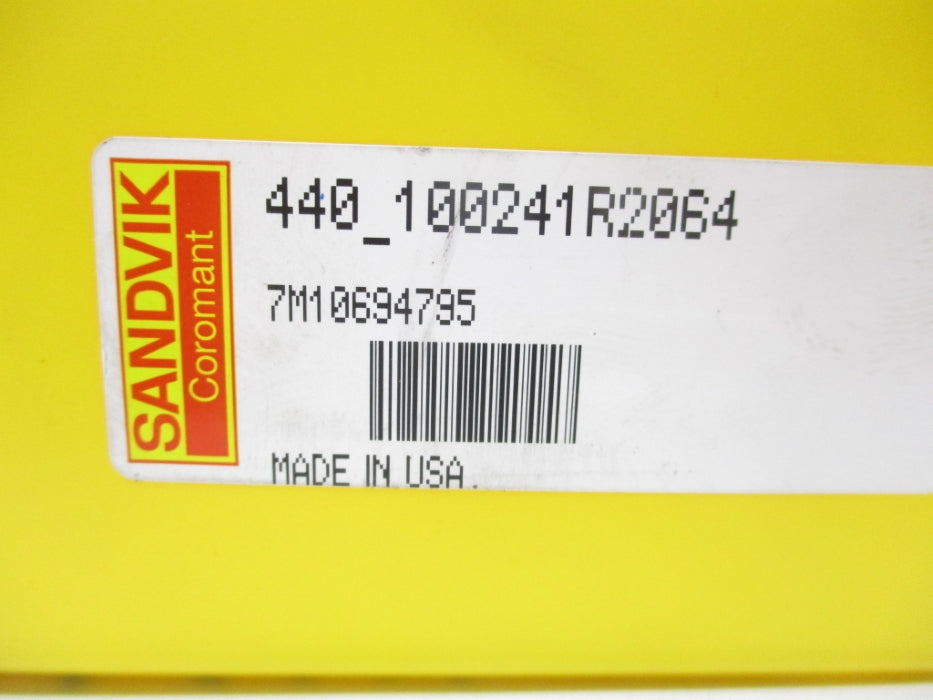 SANDVIK
Coromant
440_100241R2064
7M10694795
MADE IN USA